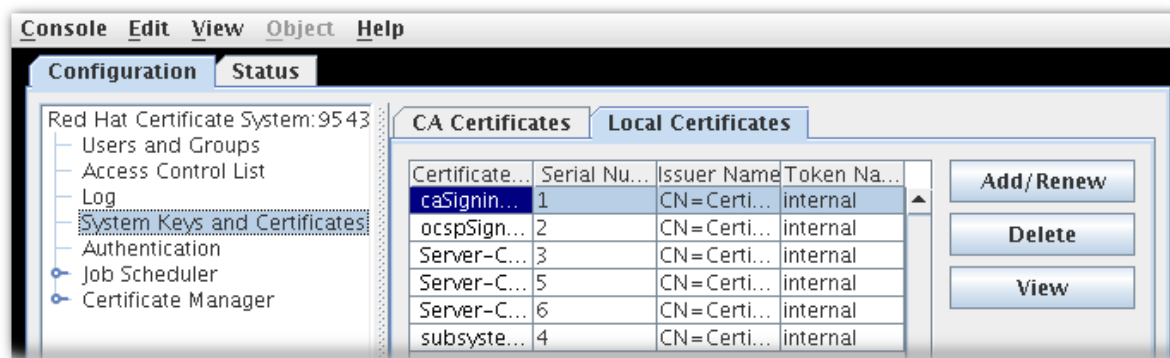 Console Edit View Object Help
Configuration Status
Red Hat Certificate System:9543
Users and Groups
Access Control List
Log
System Keys and Certificates
Authentication
Job Scheduler
Certificate Manager
CA Certificates Local Certificates
Certificate... Serial Nu... Issuer Name Token Na...
caSignin... 1 CN=Certi... internal
ocspSign... 2 CN=Certi... internal
Server-C... 3 CN=Certi... internal
Server-C... 5 CN=Certi... internal
Server-C... 6 CN=Certi... internal
subsyste... 4 CN=Certi... internal
Add/Renew
Delete
View